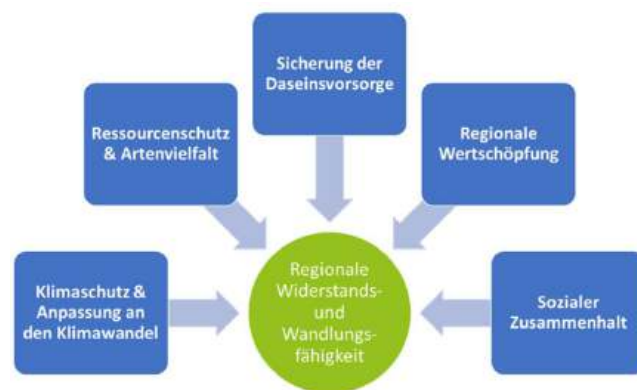 Sicherung der
Daseinsvorsorge
Ressourcenschutz
& Artenvielfalt
Regionale
Wertschöpfung
Klimaschutz &
Anpassung an
den Klimawandel
Regionale
Widerstands-
und
Wandlungs-
fähigkeit
Sozialer
Zusammenhalt